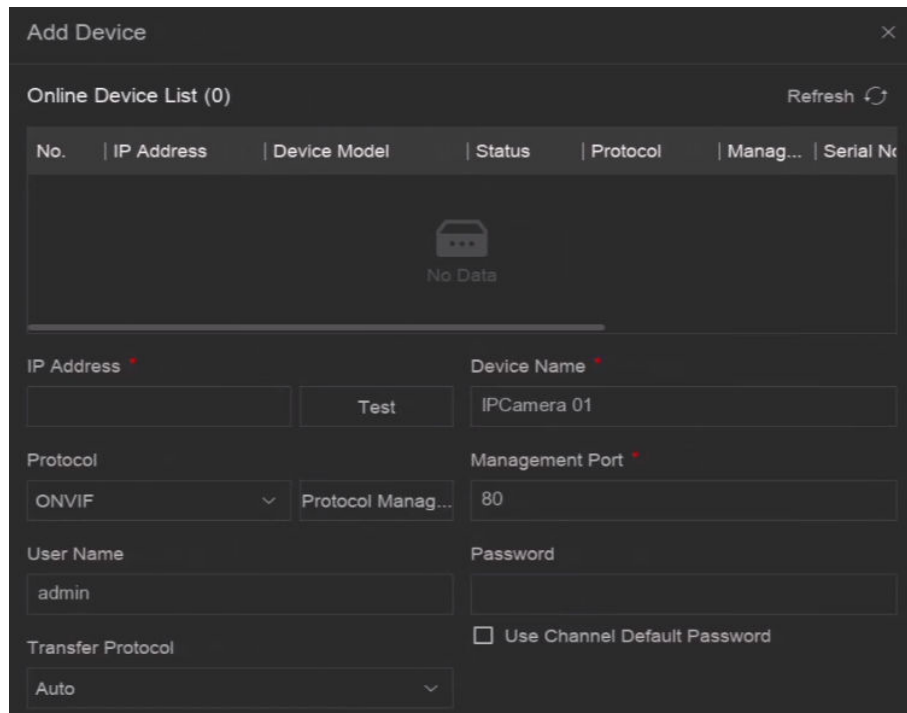 Add Device
Online Device List (0)
Refresh
No. | IP Address | Device Model | Status | Protocol | Manag... | Serial No
No Data
IP Address *
Device Name *
Test
IPCamera 01
Protocol
Management Port *
ONVIF
Protocol Manag...
80
User Name
Password
admin
Use Channel Default Password
Transfer Protocol
Auto